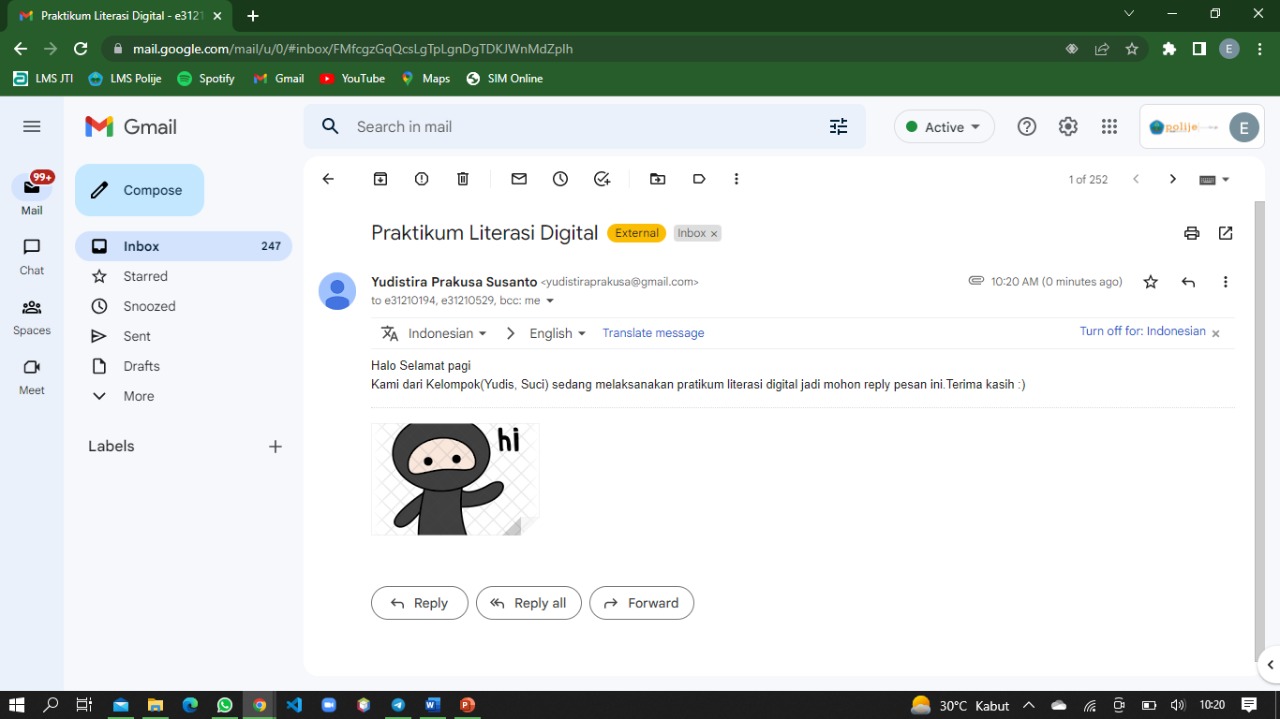 Praktikum Literasi Digital - e3121
mail.google.com/mail/u/0/#inbox/FMfcgzGqQcsLgTpLgnDgTDKJWnMdZplh
E
LMS JTI
LMS Polije
Spotify
Gmail
YouTube
Maps
SIM Online
Gmail
Search in mail
Active
polije
E
99+
Mail
Chat
Spaces
Meet
Compose
Inbox 247
Starred
Snoozed
Sent
Drafts
More
Labels
1 of 252
Praktikum Literasi Digital External Inbox x
Yudistira Prakusa Susanto <yudistiraprakusa@gmail.com> 10:20 AM (0 minutes ago)
to e31210194, e31210529, bcc: me
Indonesian > English Translate message Turn off for: Indonesian x
Halo Selamat pagi
Kami dari Kelompok(Yudis, Suci) sedang melaksanakan pratikum literasi digital jadi mohon reply pesan ini.Terima kasih :)
hi
Reply
Reply all
Forward
30°C Kabut
10:20